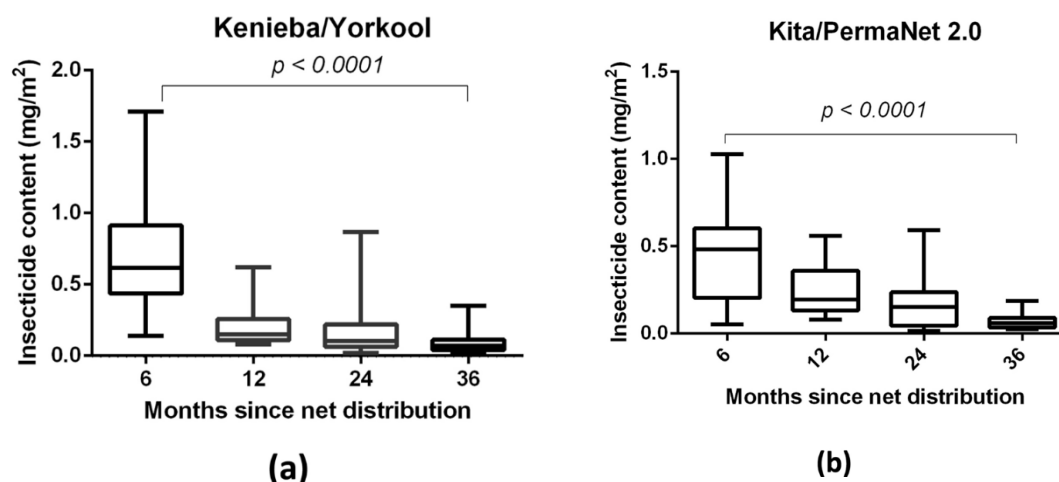 Kenieba/Yorkool
p < 0.0001
Insecticide content (mg/m²)
2.0
1.5
1.0
0.5
0.0
6 12 24 36
Months since net distribution
(a)
Kita/PermaNet 2.0
p < 0.0001
Insecticide content (mg/m²)
1.5
1.0
0.5
0.0
6 12 24 36
Months since net distribution
(b)